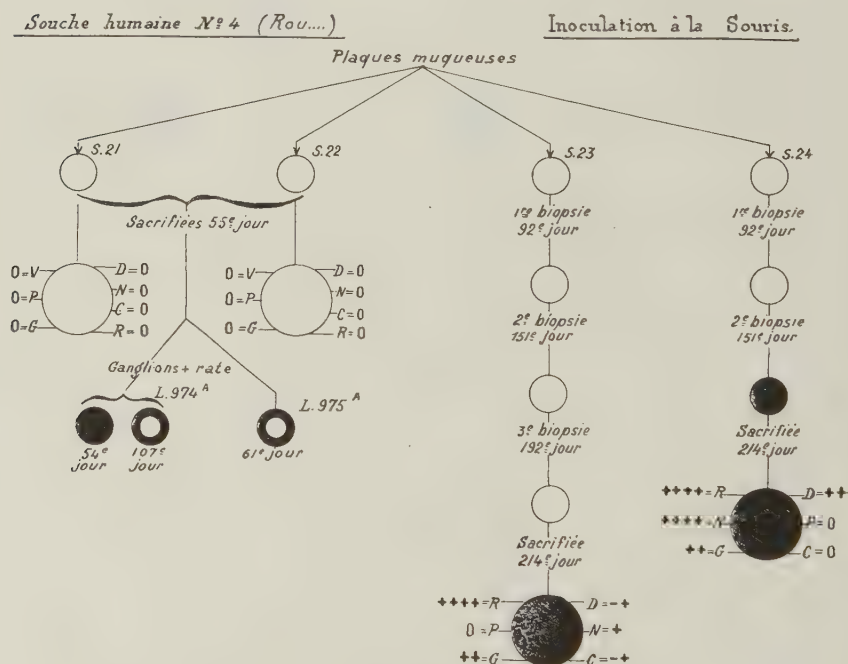 Souche humaine Nº 4 (Rou....)
Inoculation à la Souris.
Plaques muqueuses
S.21
S.22
S.23
S.24
Sacrifiées 55e jour
0=V
0=P
0=G
D=0
N=0
C=0
R=0
0=V
0=P
0=G
D=0
N=0
C=0
R=0
Ganglions + rate
L.974 A
L.975 A
54e jour
107e jour
61e jour
1re biopsie
92e jour
2e biopsie
151e jour
3e biopsie
192e jour
Sacrifiée
214e jour
++++=R
0=P
++=G
D=-+
N=+
C=-+
1re biopsie
92e jour
2e biopsie
151e jour
Sacrifiée
214e jour
++++=R
++++=N
++=G
D=++
P=0
C=0